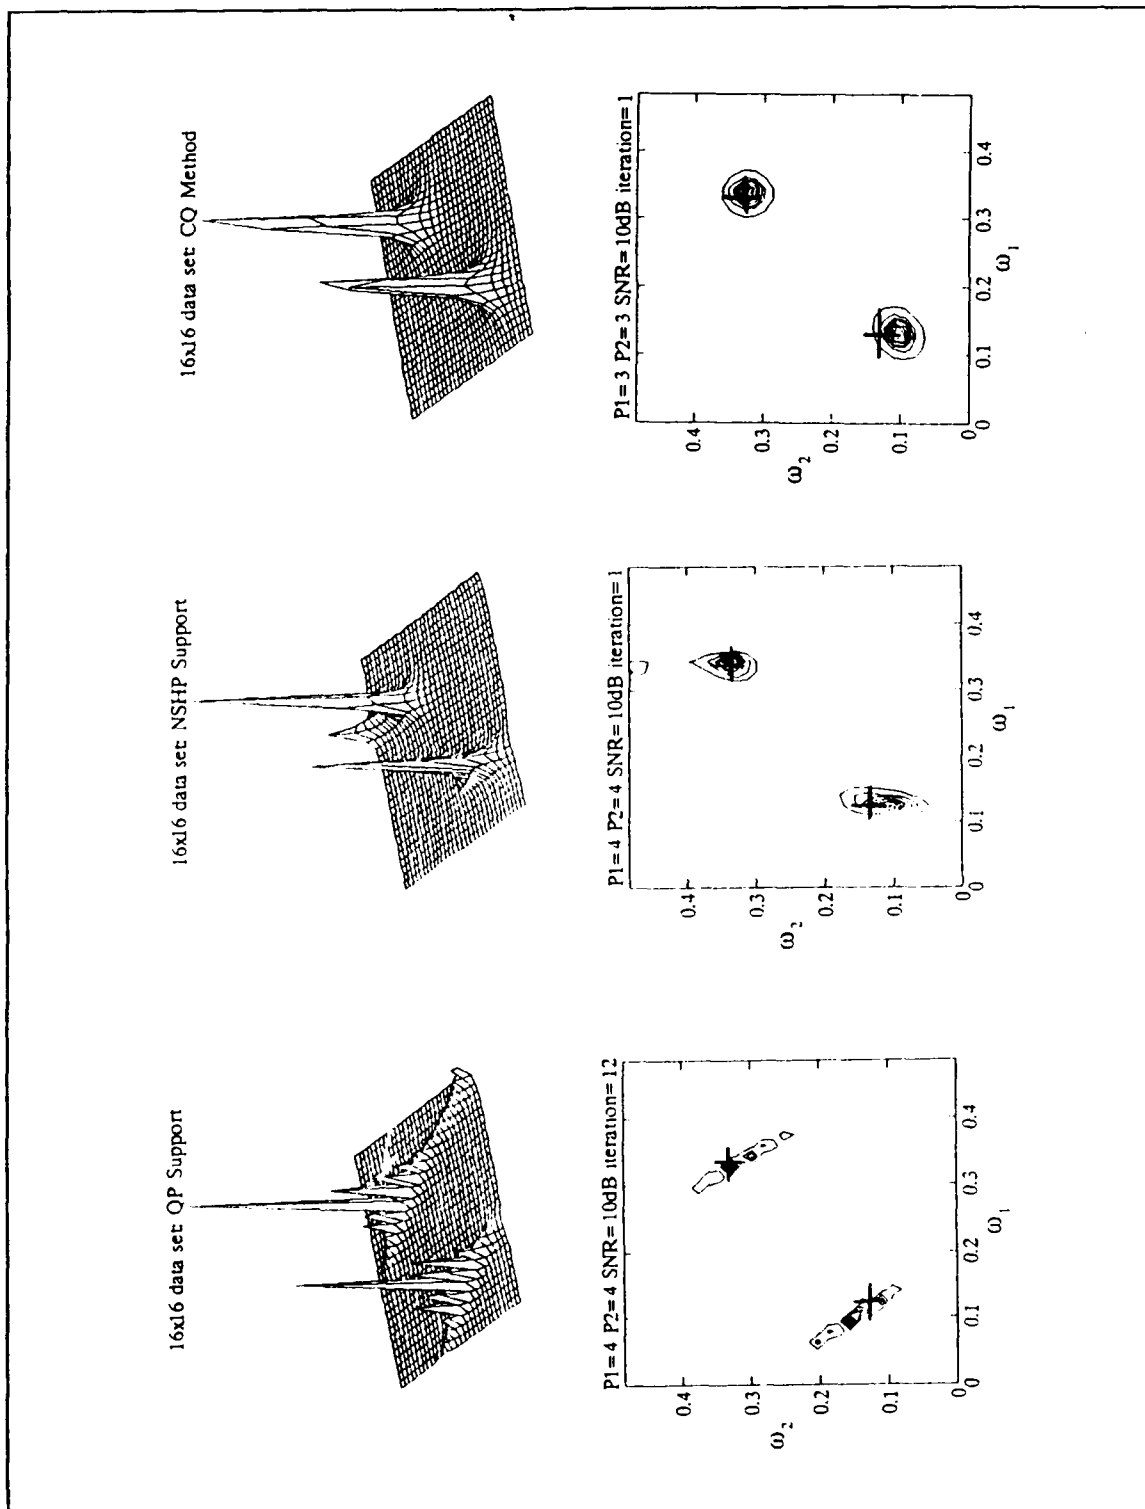 16x16 data set: QP Support
16x16 data set: NSHP Support
16x16 data set: CQ Method
P1= 4 P2= 4 SNR= 10dB iteration= 12
0.4
0.3
0.2
0.1
0
ω₂
0
0.1
0.2
0.3
0.4
ω₁
P1= 4 P2= 4 SNR= 10dB iteration= 1
0.4
0.3
0.2
0.1
0
ω₂
0
0.1
0.2
0.3
0.4
ω₁
P1= 3 P2= 3 SNR= 10dB iteration= 1
0.4
0.3
0.2
0.1
0
ω₂
0
0.1
0.2
0.3
0.4
ω₁